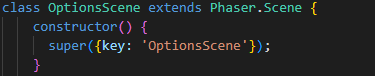 class OptionsScene extends Phaser.Scene {
constructor() {
super({key: 'OptionsScene'});
}